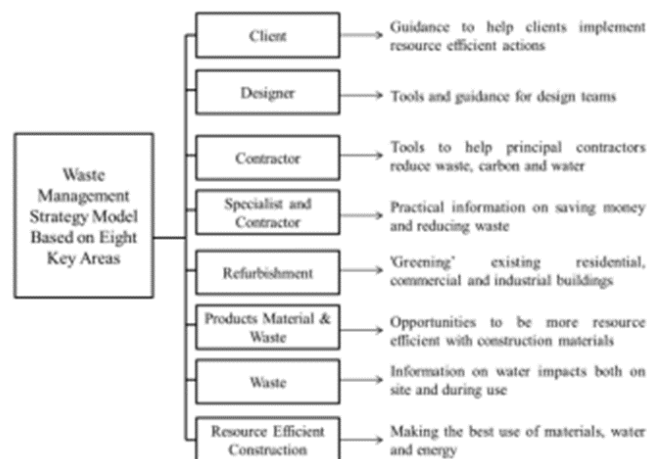 Waste
Management
Strategy Model
Based on Eight
Key Areas
Client
Guidance to help clients implement
resource efficient actions
Designer
Tools and guidance for design teams
Contractor
Tools to help principal contractors
reduce waste, carbon and water
Specialist and
Contractor
Practical information on saving money
and reducing waste
Refurbishment
'Greening' existing residential,
commercial and industrial buildings
Products Material &
Waste
Opportunities to be more resource
efficient with construction materials
Waste
Information on water impacts both on
site and during use
Resource Efficient
Construction
Making the best use of materials, water
and energy